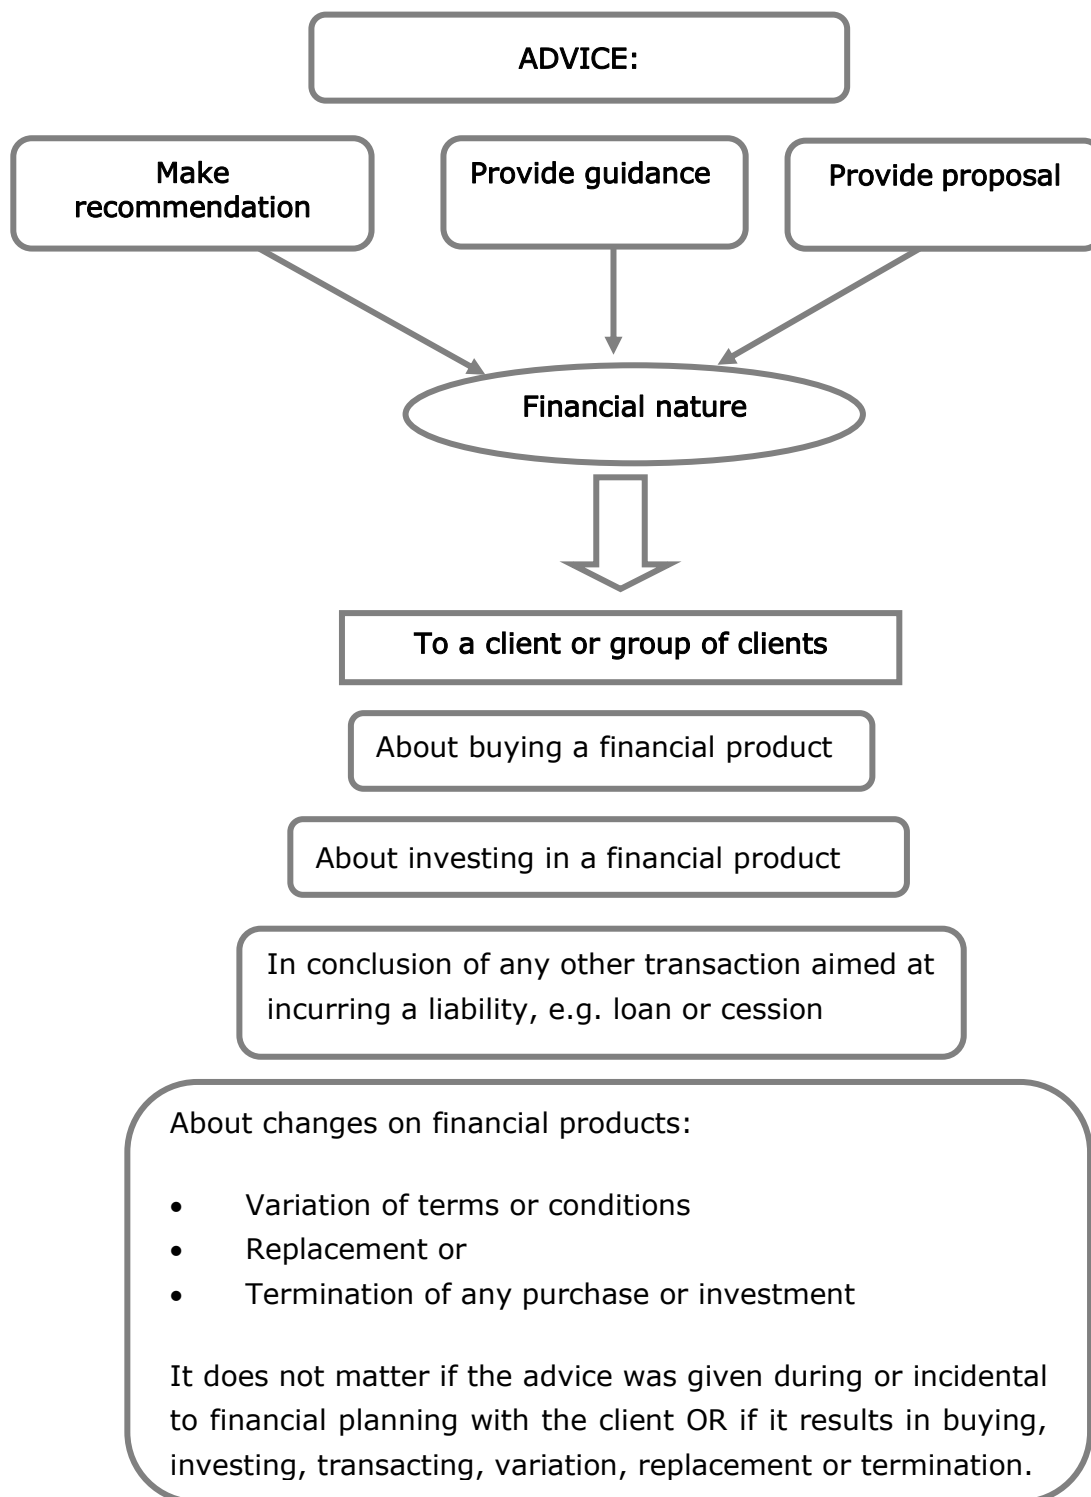 ADVICE:
Make
recommendation
Provide guidance
Provide proposal
Financial nature
To a client or group of clients
About buying a financial product
About investing in a financial product
In conclusion of any other transaction aimed at
incurring a liability, e.g. loan or cession
About changes on financial products:
• Variation of terms or conditions
• Replacement or
• Termination of any purchase or investment
It does not matter if the advice was given during or incidental
to financial planning with the client OR if it results in buying,
investing, transacting, variation, replacement or termination.